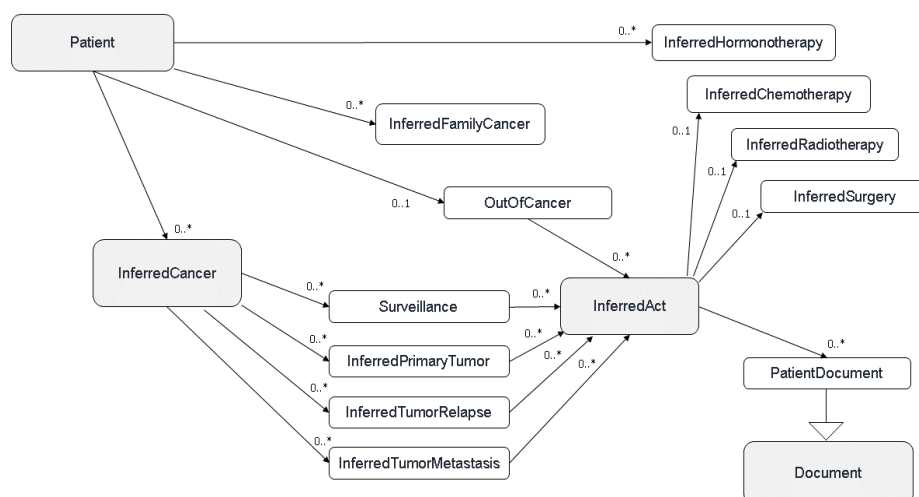 Patient
0..*
InferredHormonotherapy
InferredChemotherapy
0..*
InferredFamilyCancer
0..1
InferredRadiotherapy
0..1
InferredSurgery
0..1
OutOfCancer
0..1
0..*
InferredCancer
0..*
Surveillance
0..*
0..*
InferredAct
0..*
InferredPrimaryTumor
0..*
0..*
InferredTumorRelapse
0..*
0..*
InferredTumorMetastasis
0..*
0..*
PatientDocument
Document